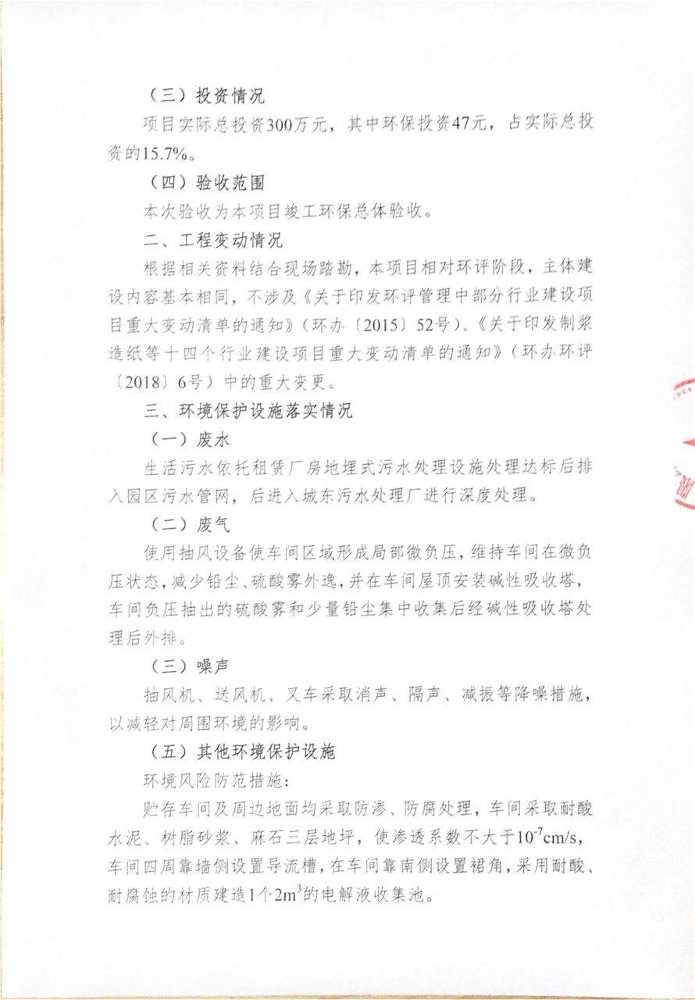 （三）投资情况
项目实际总投资300万元，其中环保投资47元，占实际总投
资的15.7%。
（四）验收范围
本次验收为本项目竣工环保总体验收。
二、工程变动情况
根据相关资料结合现场踏勘，本项目相对环评阶段，主体建
设内容基本相同，不涉及《关于印发环评管理中部分行业建设项
目重大变动清单的通知》（环办〔2015〕52号）、《关于印发制浆
造纸等十四个行业建设项目重大变动清单的通知》（环办环评
〔2018〕6号）中的重大变更。
三、环境保护设施落实情况
（一）废水
生活污水依托租赁厂房地埋式污水处理设施处理达标后排
入园区污水管网，后进入城东污水处理厂进行深度处理。
（二）废气
使用抽风设备使车间区域形成局部微负压，维持车间在微负
压状态，减少铅尘、硫酸雾外逸，并在车间屋顶安装碱性吸收塔，
车间负压抽出的硫酸雾和少量铅尘集中收集后经碱性吸收塔处
理后外排。
（三）噪声
抽风机、送风机、叉车采取消声、隔声、减振等降噪措施，
以减轻对周围环境的影响。
（五）其他环境保护设施
环境风险防范措施：
贮存车间及周边地面均采取防渗、防腐处理，车间采取耐酸
水泥、树脂砂浆、麻石三层地坪，使渗透系数不大于10⁻⁷cm/s，
车间四周靠墙侧设置导流槽，在车间靠南侧设置裙角，采用耐酸、
耐腐蚀的材质建造1个2m³的电解液收集池。
限